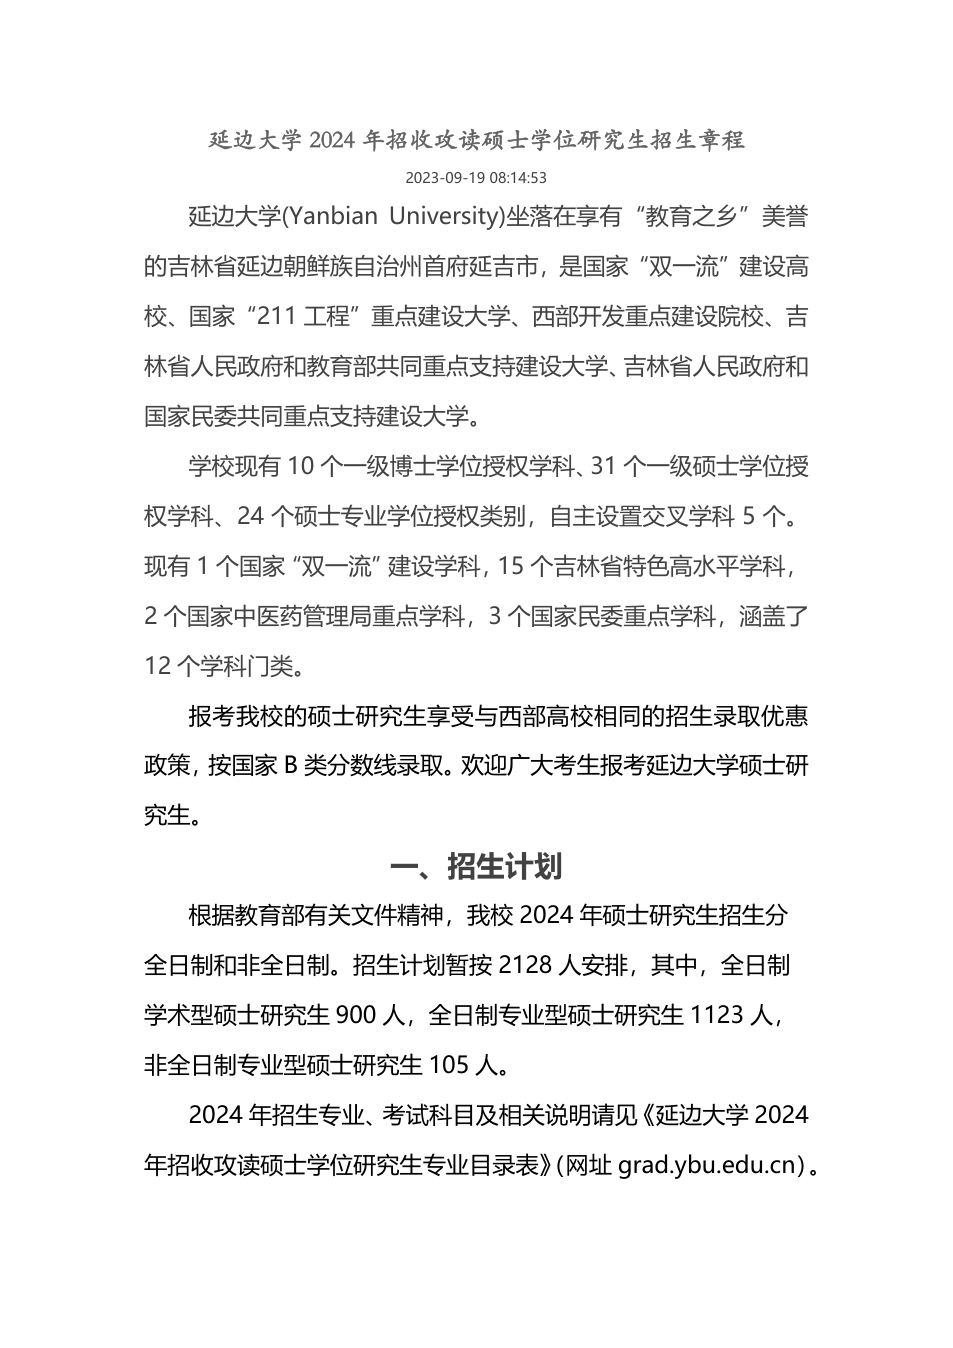 延边大学 2024 年招收攻读硕士学位研究生招生章程
2023-09-19 08:14:53
延边大学(Yanbian University)坐落在享有“教育之乡”美誉
的吉林省延边朝鲜族自治州首府延吉市，是国家“双一流”建设高
校、国家“211 工程”重点建设大学、西部开发重点建设院校、吉
林省人民政府和教育部共同重点支持建设大学、吉林省人民政府和
国家民委共同重点支持建设大学。
学校现有 10 个一级博士学位授权学科、31 个一级硕士学位授
权学科、24 个硕士专业学位授权类别，自主设置交叉学科 5 个。
现有 1 个国家“双一流”建设学科，15 个吉林省特色高水平学科，
2 个国家中医药管理局重点学科，3 个国家民委重点学科，涵盖了
12 个学科门类。
报考我校的硕士研究生享受与西部高校相同的招生录取优惠
政策，按国家 B 类分数线录取。欢迎广大考生报考延边大学硕士研
究生。
一、招生计划
根据教育部有关文件精神，我校 2024 年硕士研究生招生分
全日制和非全日制。招生计划暂按 2128 人安排，其中，全日制
学术型硕士研究生 900 人，全日制专业型硕士研究生 1123 人，
非全日制专业型硕士研究生 105 人。
2024 年招生专业、考试科目及相关说明请见《延边大学 2024
年招收攻读硕士学位研究生专业目录表》（网址 grad.ybu.edu.cn）。